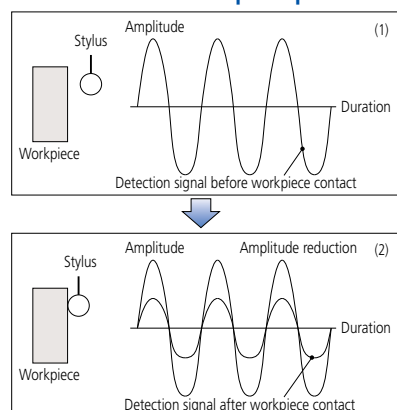 Amplitude
(1)
Stylus
Duration
Workpiece
Detection signal before workpiece contact
Amplitude
Amplitude reduction
(2)
Stylus
Duration
Workpiece
Detection signal after workpiece contact